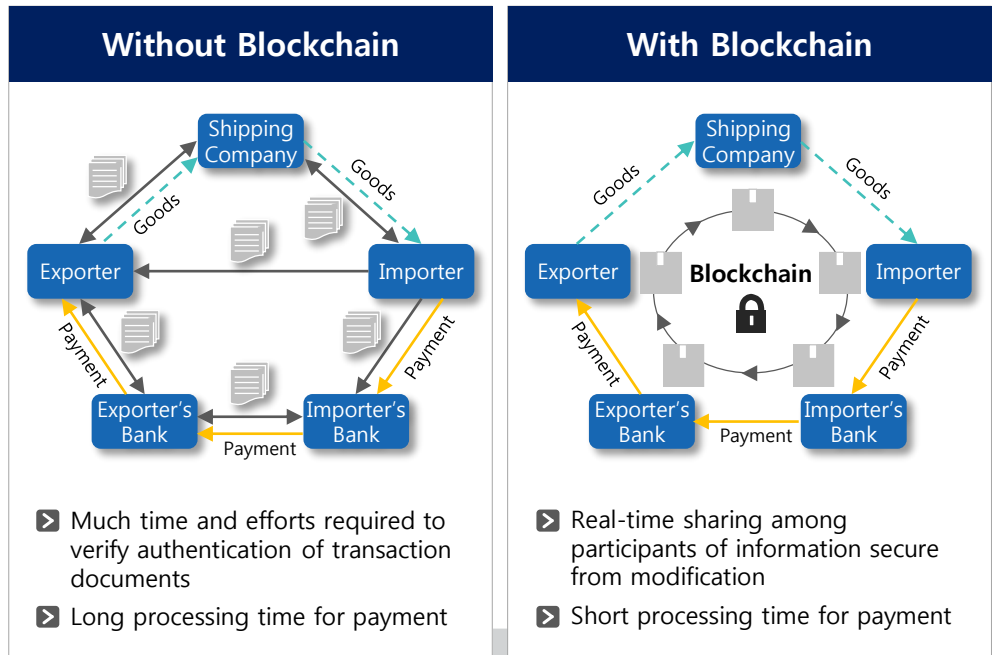 Without Blockchain
Shipping
Company
Goods
Goods
Exporter
Importer
Payment
Payment
Exporter's
Bank
Importer's
Bank
Payment
Much time and efforts required to
verify authentication of transaction
documents
Long processing time for payment
With Blockchain
Shipping
Company
Goods
Goods
Exporter
Blockchain
Importer
Payment
Payment
Exporter's
Bank
Importer's
Bank
Payment
Real-time sharing among
participants of information secure
from modification
Short processing time for payment